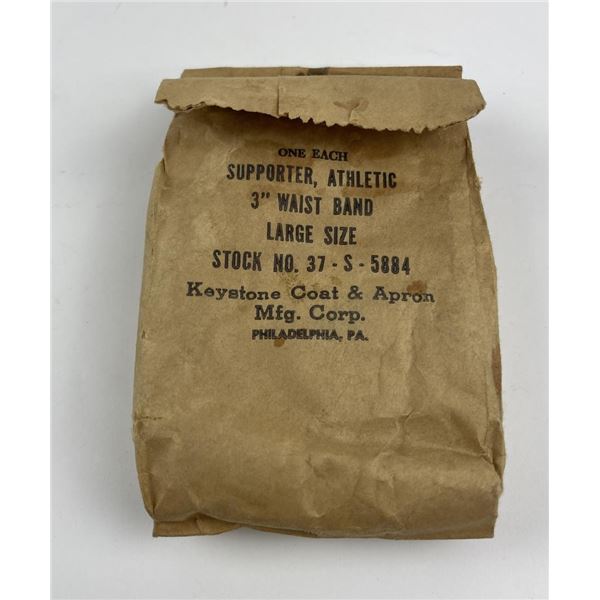 ONE EACH
SUPPORTER, ATHLETIC
3" WAIST BAND
LARGE SIZE
STOCK NO. 37 - S - 5884
Keystone Coat & Apron
Mfg. Corp.
PHILADELPHIA, PA.